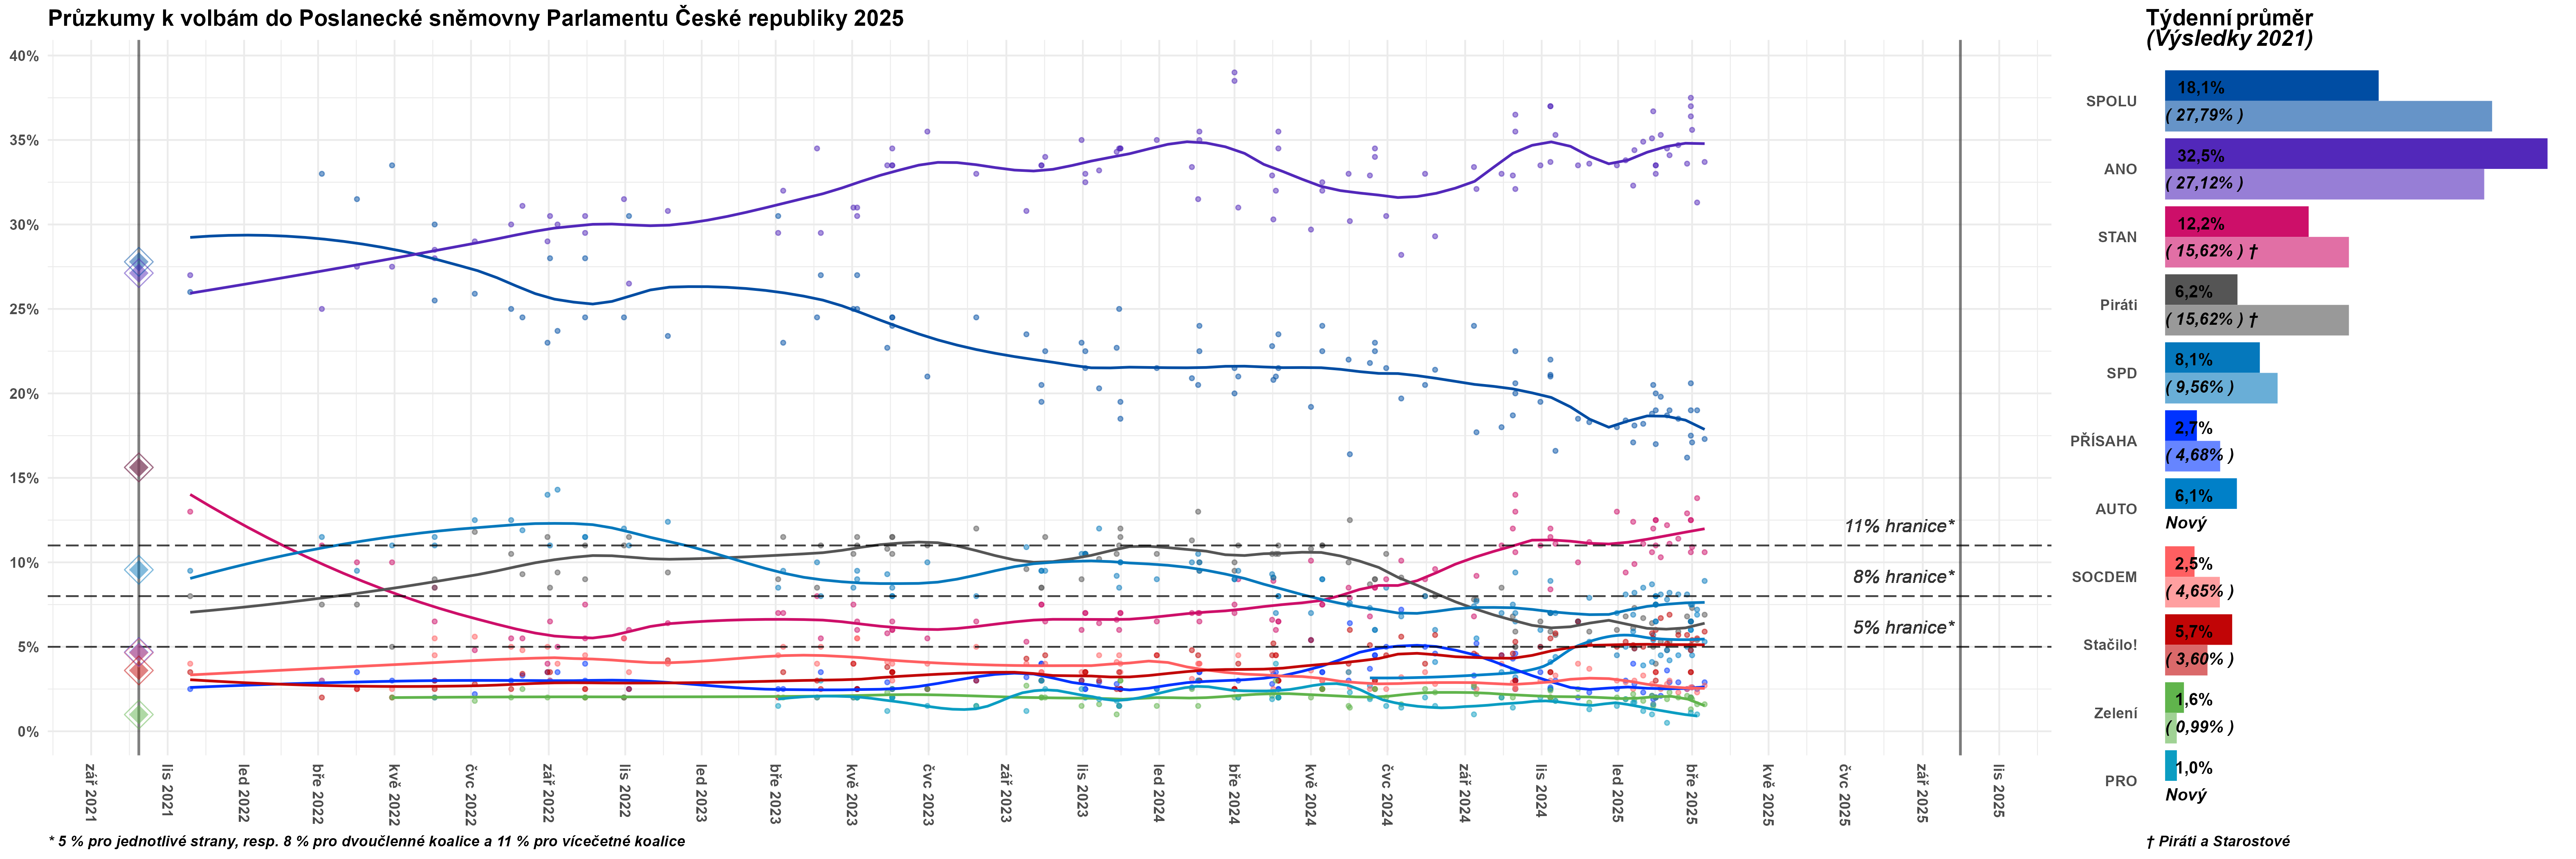 Průzkumy k volbám do Poslanecké sněmovny Parlamentu České republiky 2025
40%
35%
30%
25%
20%
15%
10%
5%
0%
11% hranice*
8% hranice*
5% hranice*
zář 2021
lis 2021
led 2022
bře 2022
kvě 2022
čvc 2022
zář 2022
lis 2022
led 2023
bře 2023
kvě 2023
čvc 2023
zář 2023
lis 2023
led 2024
bře 2024
kvě 2024
čvc 2024
zář 2024
lis 2024
led 2025
bře 2025
kvě 2025
čvc 2025
zář 2025
lis 2025
* 5 % pro jednotlivé strany, resp. 8 % pro dvoučlenné koalice a 11 % pro vícečetné koalice
Týdenní průměr
(Výsledky 2021)
SPOLU
18,1%
( 27,79% )
ANO
32,5%
( 27,12% )
STAN
12,2%
( 15,62% ) †
Piráti
6,2%
( 15,62% ) †
SPD
8,1%
( 9,56% )
PŘÍSAHA
2,7%
( 4,68% )
AUTO
6,1%
Nový
SOCDEM
2,5%
( 4,65% )
Stačilo!
5,7%
( 3,60% )
Zelení
1,6%
( 0,99% )
PRO
1,0%
Nový
† Piráti a Starostové